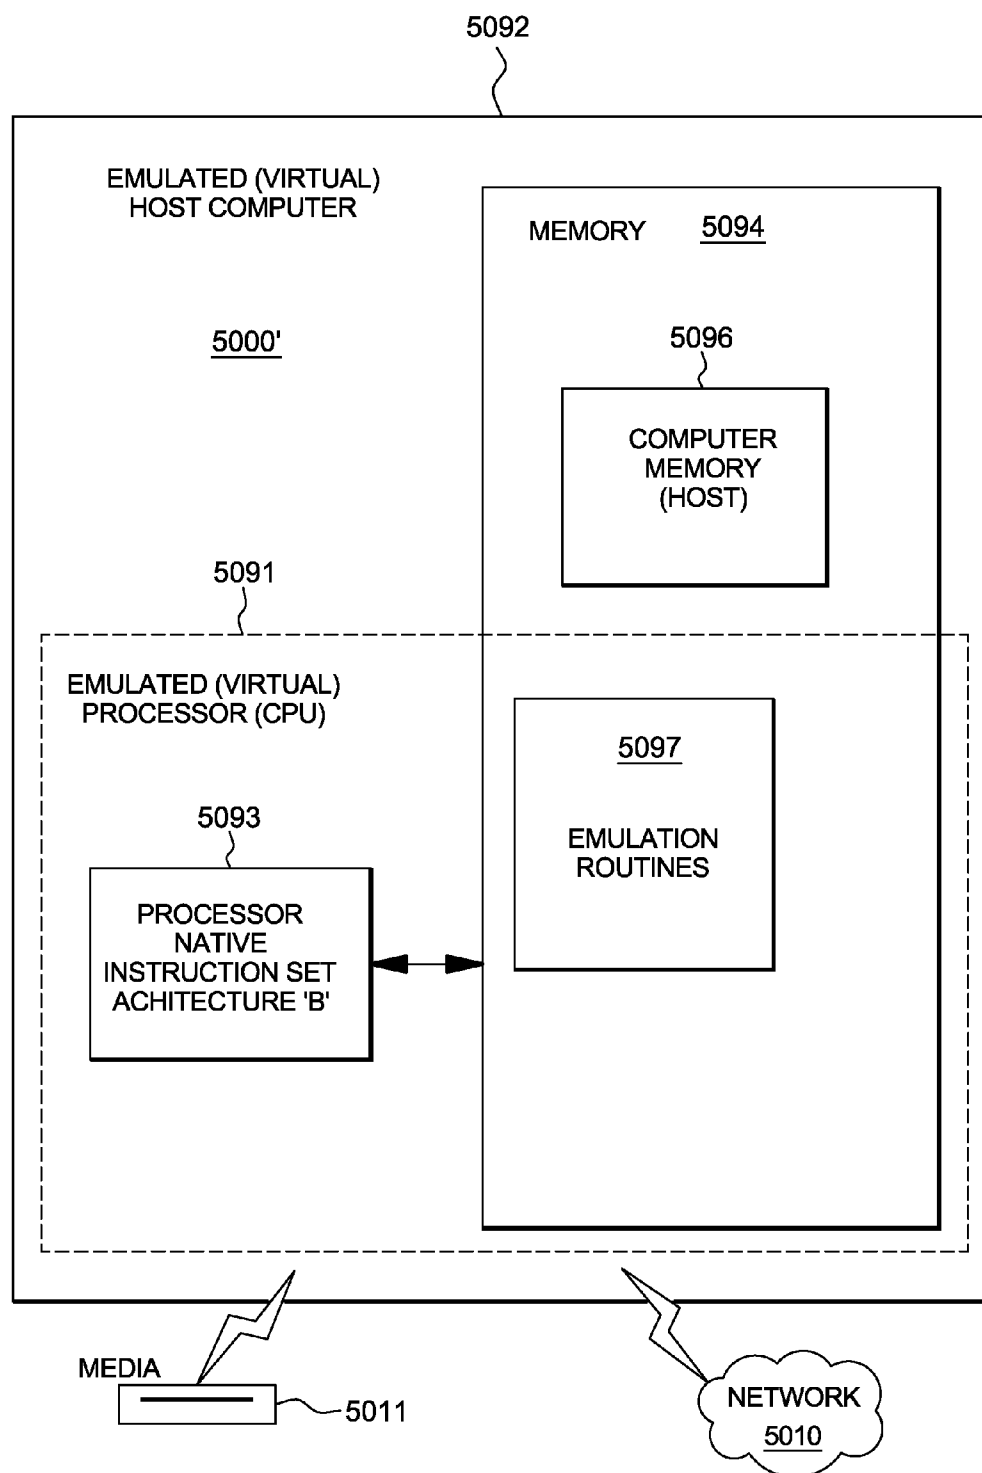 5092
EMULATED (VIRTUAL)
HOST COMPUTER
MEMORY 5094
5000'
5096
COMPUTER
MEMORY
(HOST)
5091
EMULATED (VIRTUAL)
PROCESSOR (CPU)
5097
EMULATION
ROUTINES
5093
PROCESSOR
NATIVE
INSTRUCTION SET
ACHITECTURE 'B'
MEDIA
5011
NETWORK
5010